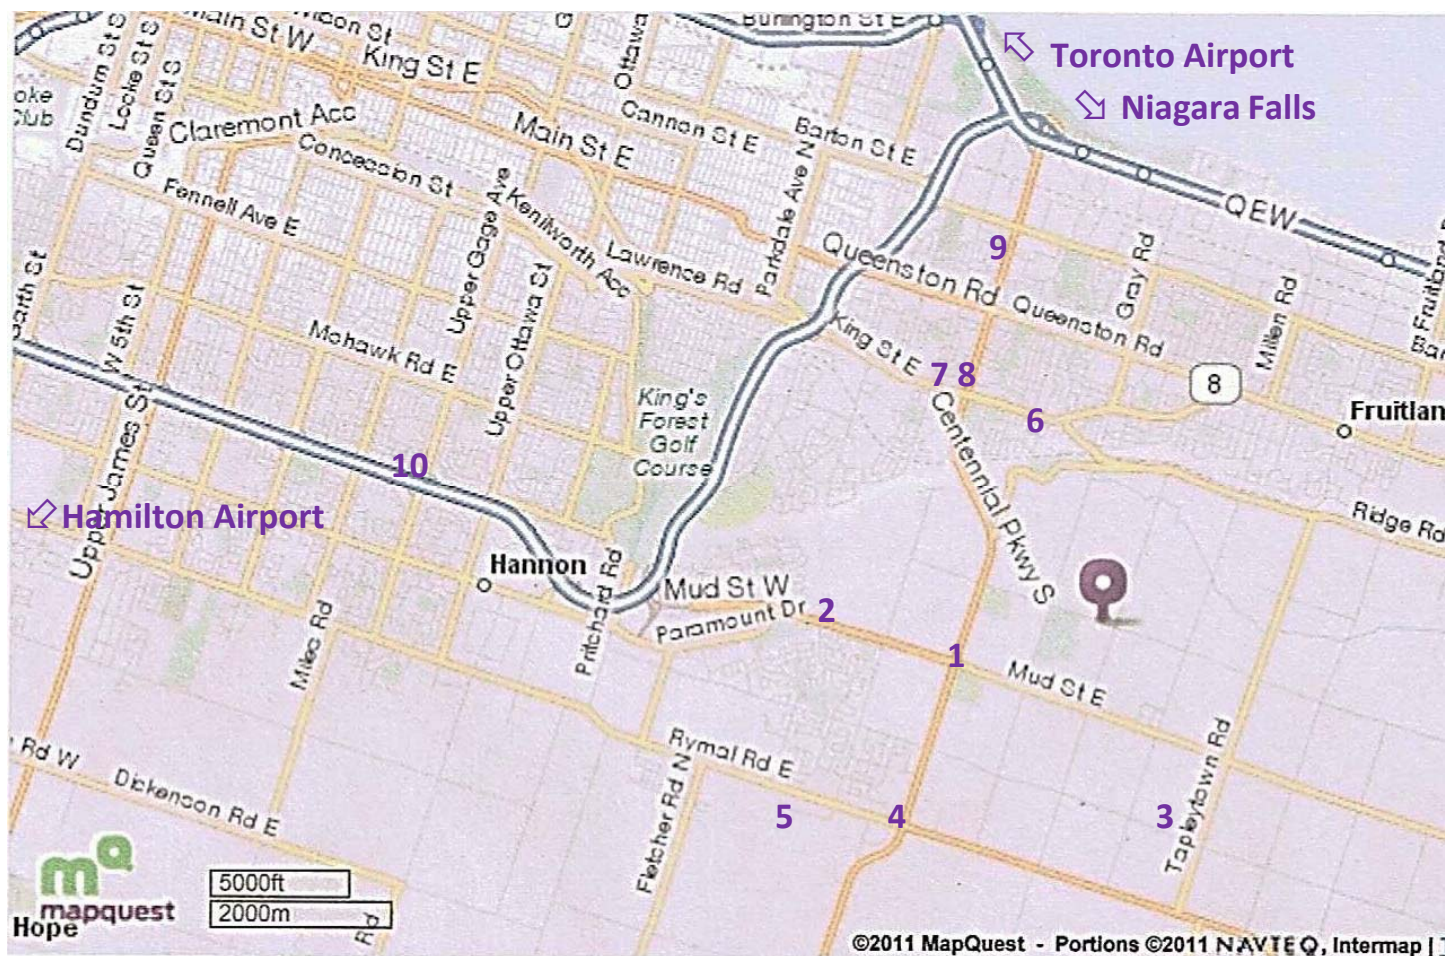 Main St W
King St E
Ottawa
Burlington St E
Toronto Airport
Niagara Falls
Dundurn St S
Locke St S
Queen St S
Claremont Acc
Concession St
Main St E
Cannon St E
Barton St E
Fennell Ave E
Upper Gage Ave
Kenilworth Acc
Lawrence Rd
Parkdale Ave N
QEW
9
Queenston Rd
Queenston Rd
Gray Rd
Millen Rd
W 5th St
Mohawk Rd E
Upper Ottawa St
King St E
7 8
6
8
King's
Forest
Golf
Course
Centennial Pkwy S
Ridge Rd
10
Hamilton Airport
Upper James St
Hannon
Pritchard Rd
Mud St W
Paramount Dr
2
1
Mud St E
Miles Rd
Rymal Rd E
Fletcher Rd N
5
4
3
Tapleytown Rd
Rd W
Dickenson Rd E
mapquest
5000ft
2000m
Hope
Rd
©2011 MapQuest - Portions ©2011 NAVTEQ, Intermap |